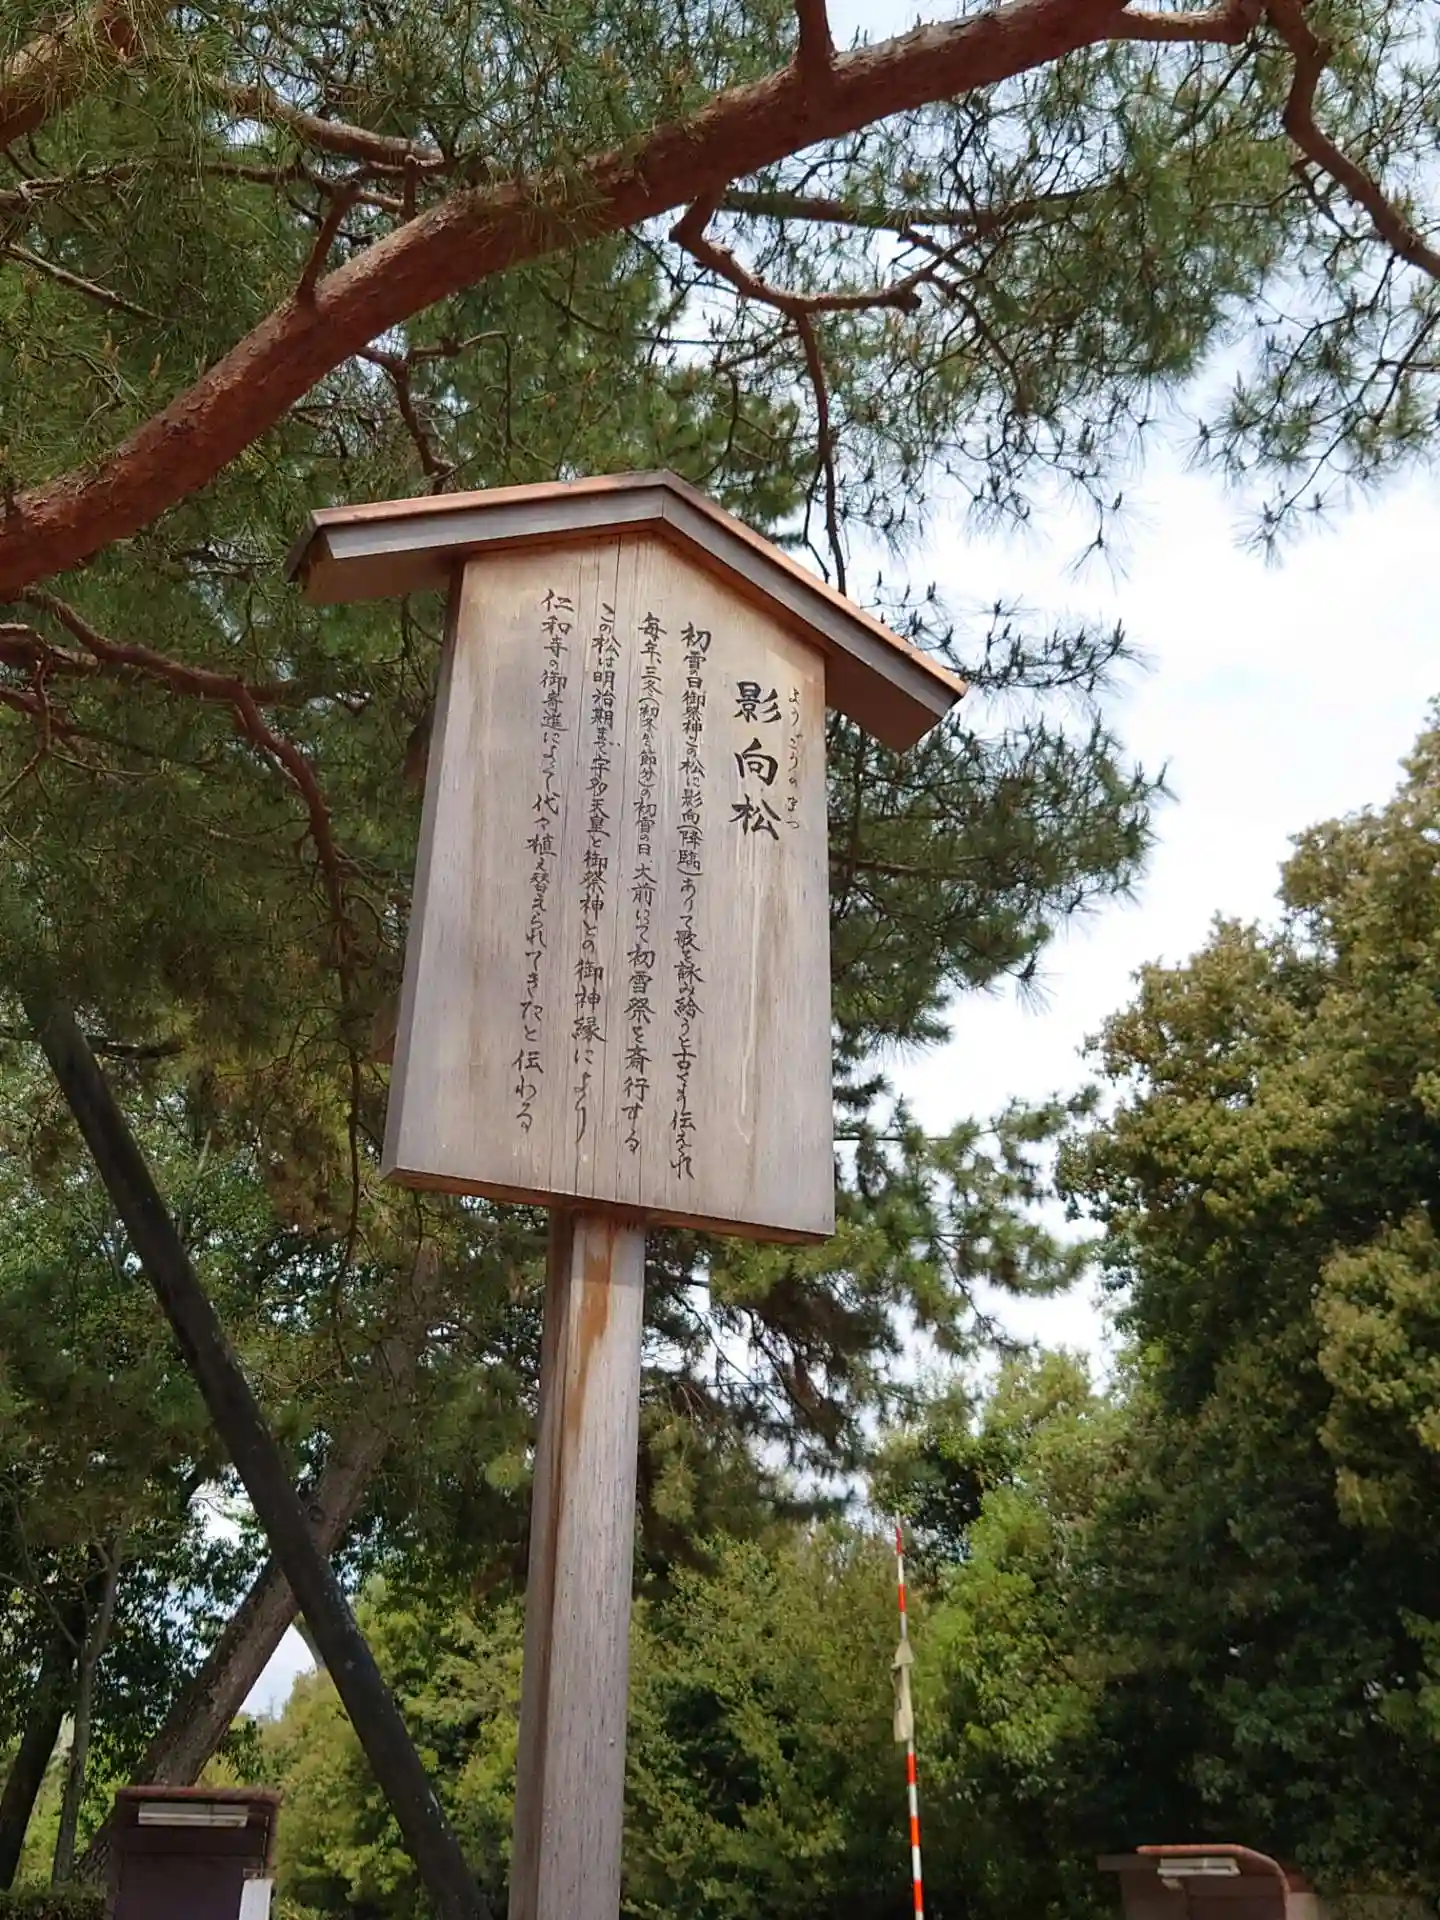 影向松
ようごうのまつ
初雪の日御祭神この松に影向(降臨)ありて歌を詠み給うと古くより伝えられ
毎年、三冬(初冬から節分)の初雪の日、大前にて初雪祭を斎行する
この松は明治期まで宇多天皇と御祭神との御神縁により
仁和寺の御寄進によって代々植え替えられてきたと伝わる